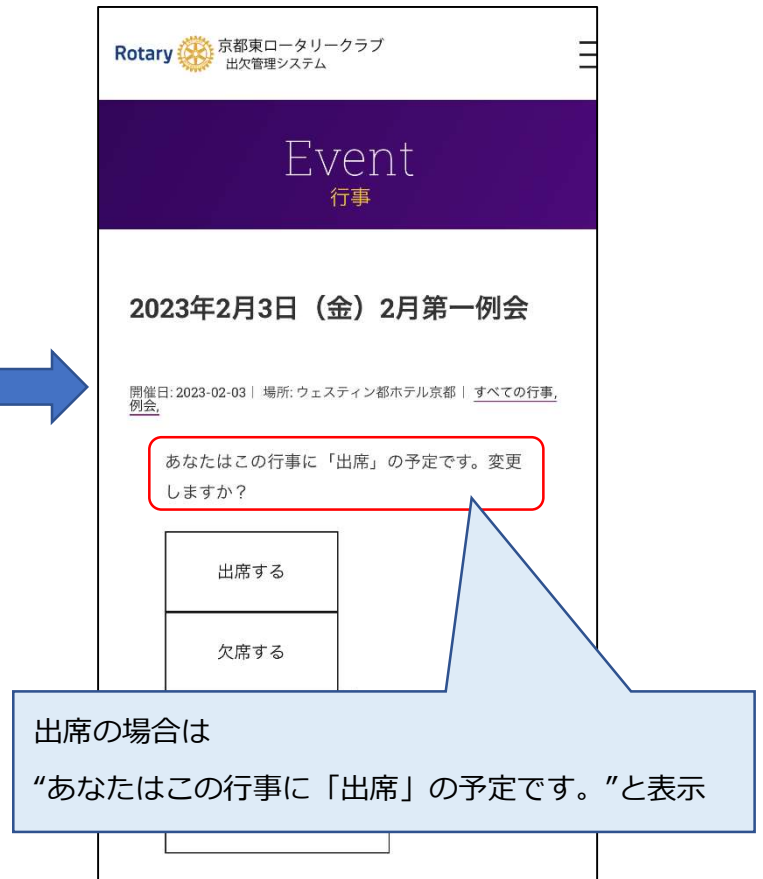 Rotary 京都東ロータリークラブ
出欠管理システム
Event
行事
2023年2月3日（金）2月第一例会
開催日: 2023-02-03｜ 場所: ウェスティン都ホテル京都｜ すべての行事,
例会,
あなたはこの行事に「出席」の予定です。変更
しますか？
出席する
欠席する
出席の場合は
“あなたはこの行事に「出席」の予定です。”と表示